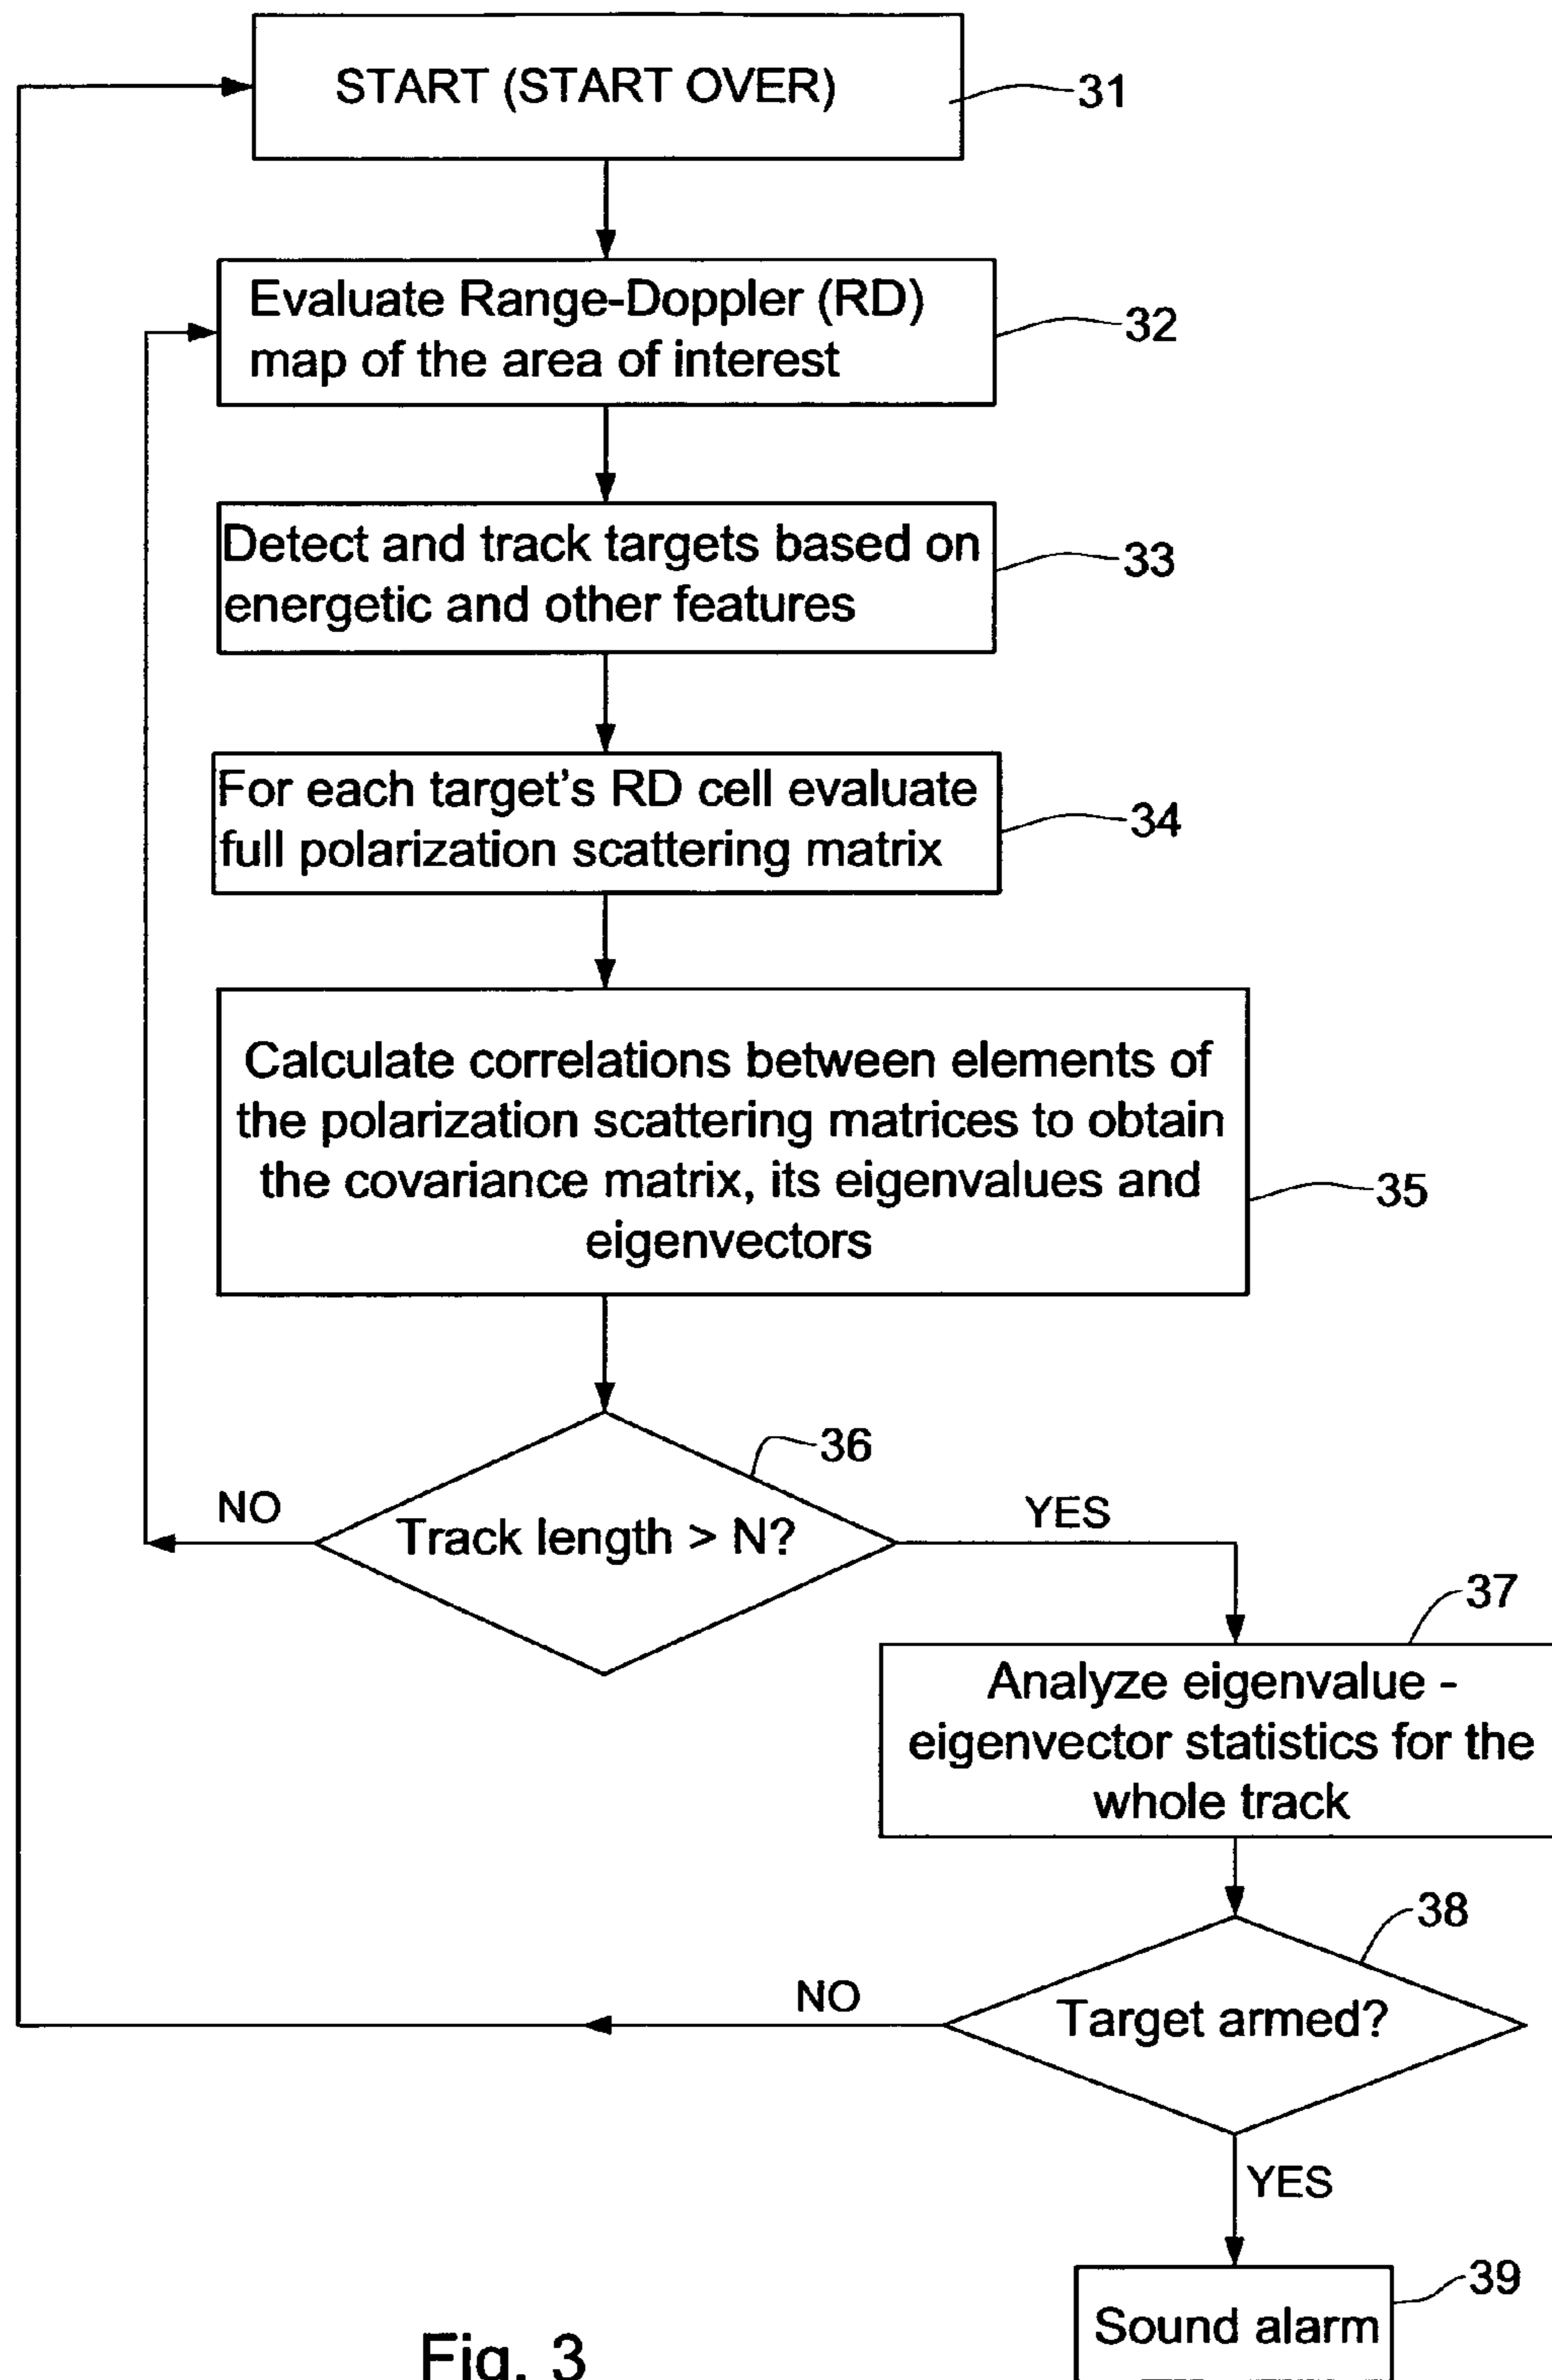 START (START OVER)
31
Evaluate Range-Doppler (RD)
map of the area of interest
32
Detect and track targets based on
energetic and other features
33
For each target's RD cell evaluate
full polarization scattering matrix
34
Calculate correlations between elements of
the polarization scattering matrices to obtain
the covariance matrix, its eigenvalues and
eigenvectors
35
36
NO
Track length > N?
YES
37
Analyze eigenvalue -
eigenvector statistics for the
whole track
38
NO
Target armed?
YES
39
Sound alarm
Fig. 3